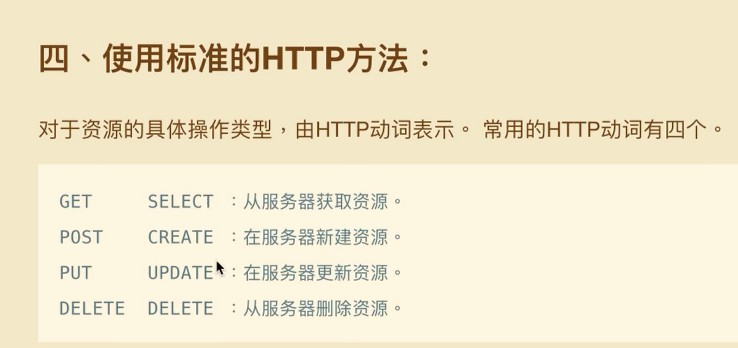 四、使用标准的HTTP方法：
对于资源的具体操作类型，由HTTP动词表示。 常用的HTTP动词有四个。
GET SELECT ：从服务器获取资源。
POST CREATE ：在服务器新建资源。
PUT UPDATE ：在服务器更新资源。
DELETE DELETE ：从服务器删除资源。